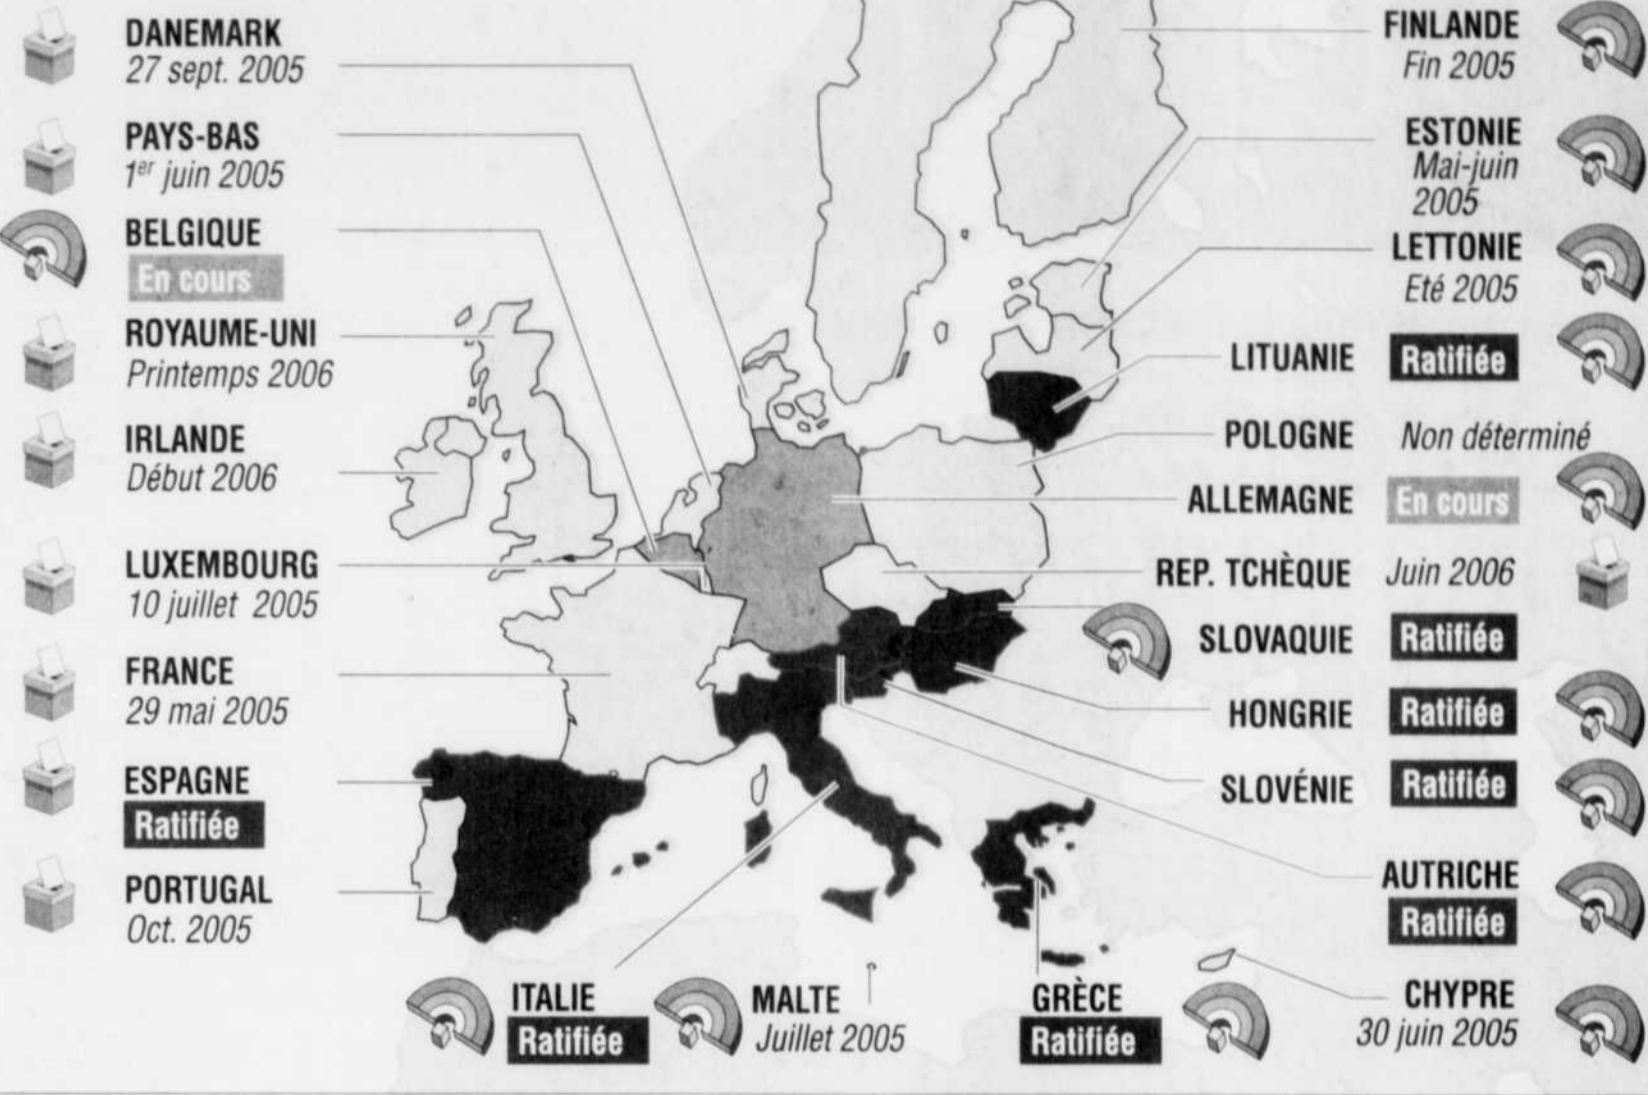 DANEMARK
27 sept. 2005
PAYS-BAS
1er juin 2005
BELGIQUE
En cours
ROYAUME-UNI
Printemps 2006
IRLANDE
Début 2006
LUXEMBOURG
10 juillet 2005
FRANCE
29 mai 2005
ESPAGNE
Ratifiée
PORTUGAL
Oct. 2005
ITALIE
Ratifiée
MALTE
Juillet 2005
GRÈCE
Ratifiée
FINLANDE
Fin 2005
ESTONIE
Mai-juin
2005
LETTONIE
Eté 2005
LITUANIE Ratifiée
POLOGNE Non déterminé
ALLEMAGNE En cours
REP. TCHÈQUE Juin 2006
SLOVAQUIE Ratifiée
HONGRIE Ratifiée
SLOVÉNIE Ratifiée
AUTRICHE
Ratifiée
CHYPRE
30 juin 2005